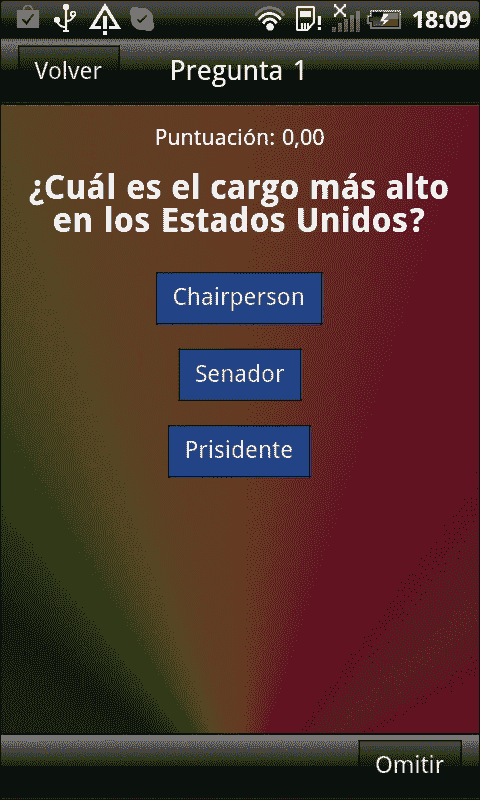 18:09
Volver
Pregunta 1
Puntuación: 0,00
¿Cuál es el cargo más alto
en los Estados Unidos?
Chairperson
Senador
Prisidente
Omitir